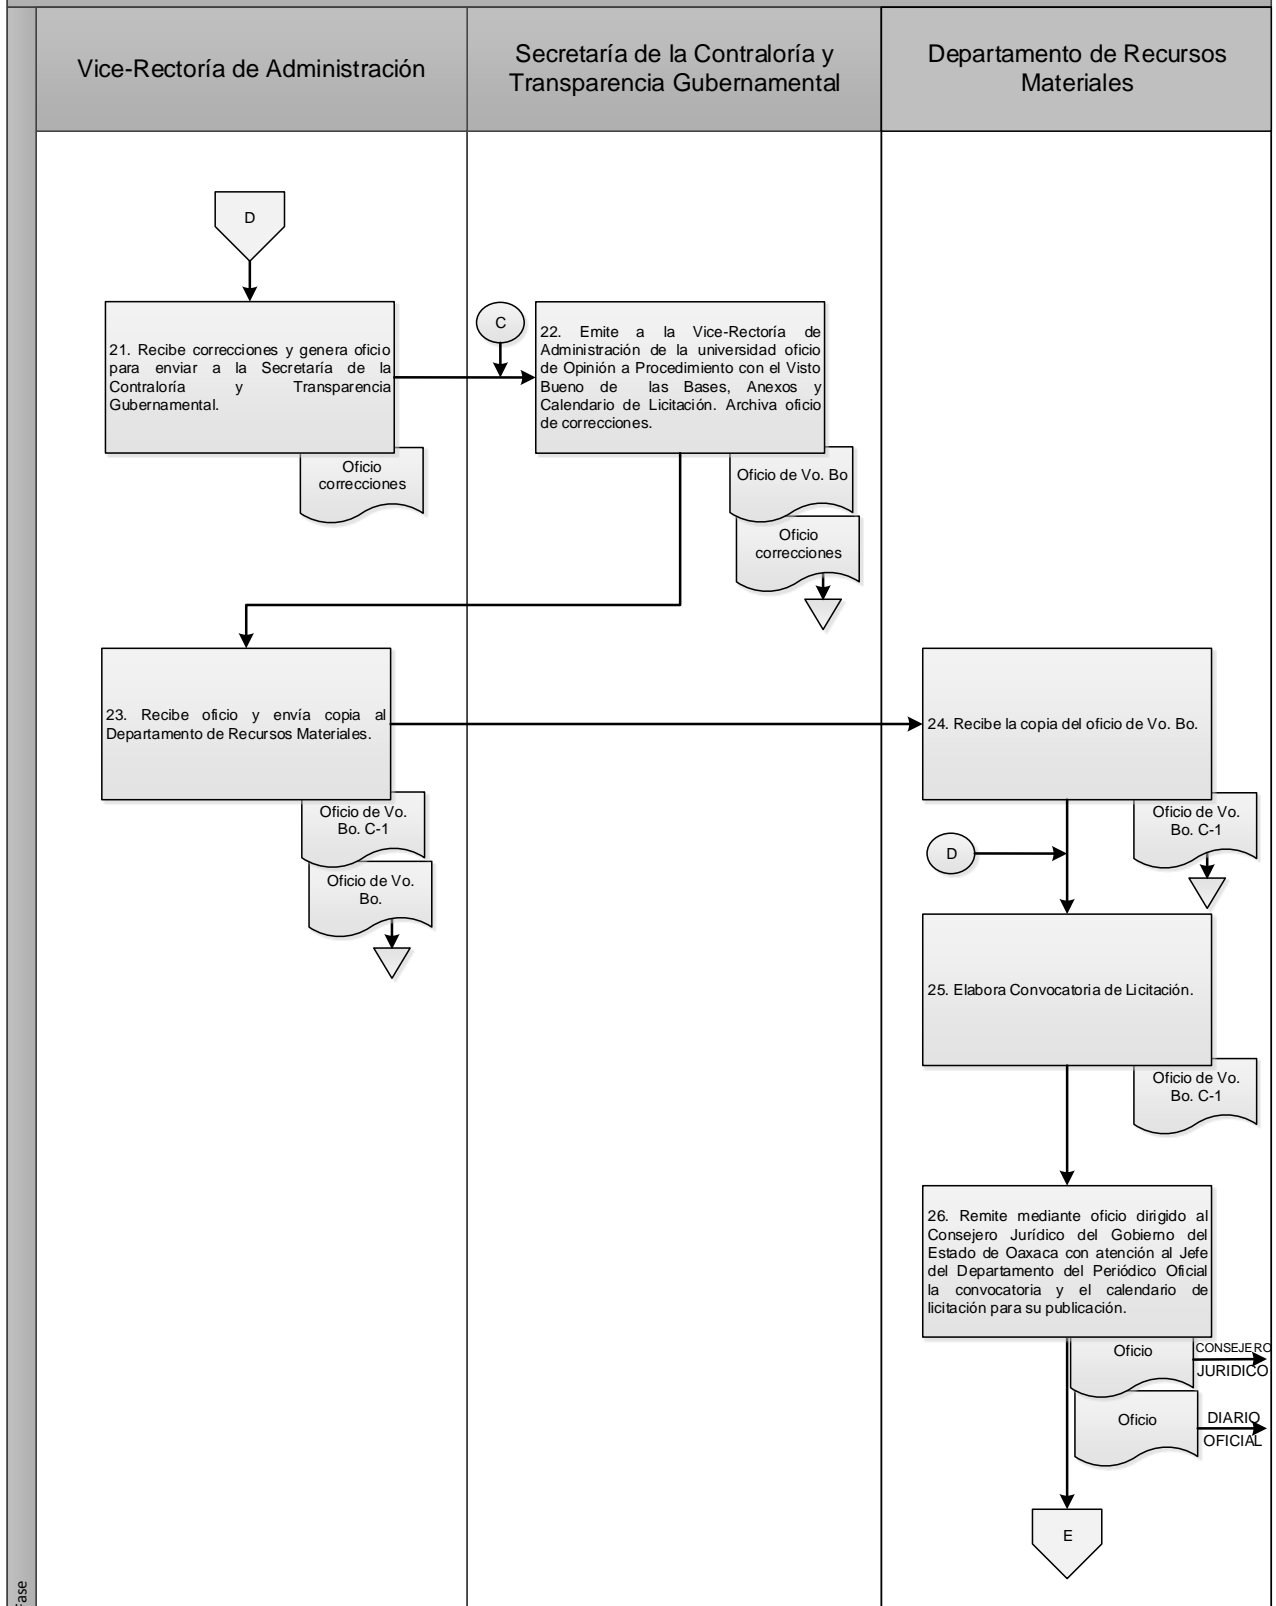 Vice-Rectoría de Administración
Secretaría de la Contraloría y
Transparencia Gubernamental
Departamento de Recursos
Materiales
D
21. Recibe correcciones y genera oficio
para enviar a la Secretaría de la
Contraloría y Transparencia
Gubernamental.
Oficio
correcciones
C
22. Emite a la Vice-Rectoría de
Administración de la universidad oficio
de Opinión a Procedimiento con el Visto
Bueno de las Bases, Anexos y
Calendario de Licitación. Archiva oficio
de correcciones.
Oficio de Vo. Bo
Oficio
correcciones
23. Recibe oficio y envía copia al
Departamento de Recursos Materiales.
Oficio de Vo.
Bo. C-1
Oficio de Vo.
Bo.
24. Recibe la copia del oficio de Vo. Bo.
Oficio de Vo.
Bo. C-1
D
25. Elabora Convocatoria de Licitación.
Oficio de Vo.
Bo. C-1
26. Remite mediante oficio dirigido al
Consejero Jurídico del Gobierno del
Estado de Oaxaca con atención al Jefe
del Departamento del Periódico Oficial
la convocatoria y el calendario de
licitación para su publicación.
Oficio
CONSEJERO
JURIDICO
Oficio
DIARIO
OFICIAL
E
Fase